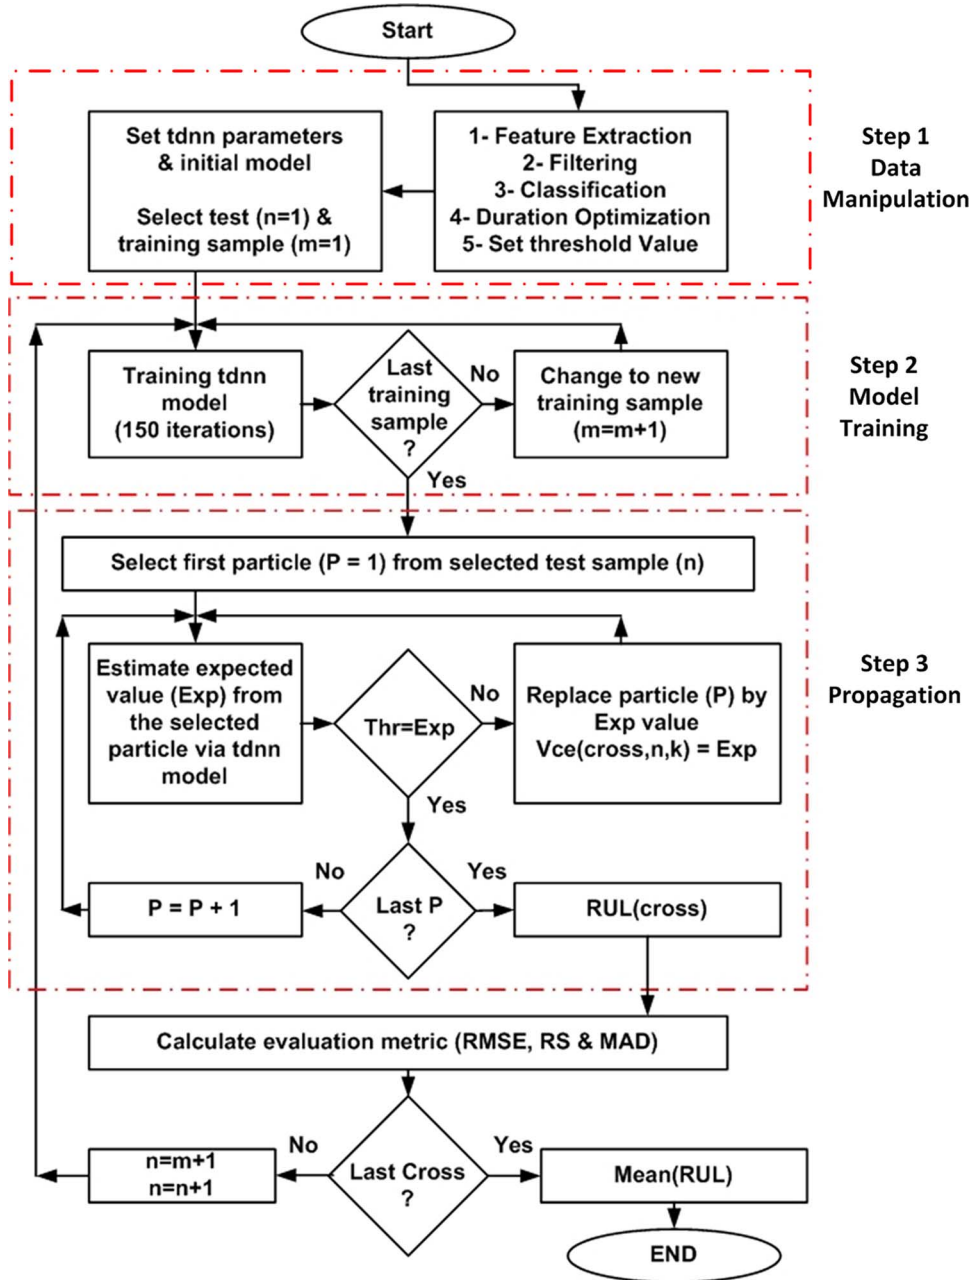 Start
Set tdnn parameters
& initial model
Select test (n=1) &
training sample (m=1)
1- Feature Extraction
2- Filtering
3- Classification
4- Duration Optimization
5- Set threshold Value
Step 1
Data
Manipulation
Training tdnn
model
(150 iterations)
Last
training
sample
?
No
Yes
Change to new
training sample
(m=m+1)
Step 2
Model
Training
Select first particle (P = 1) from selected test sample (n)
Estimate expected
value (Exp) from
the selected
particle via tdnn
model
Thr=Exp
No
Yes
Replace particle (P) by
Exp value
Vce(cross,n,k) = Exp
Step 3
Propagation
P = P + 1
No
Last P
?
Yes
RUL(cross)
Calculate evaluation metric (RMSE, RS & MAD)
n=m+1
n=n+1
No
Last Cross
?
Yes
Mean(RUL)
END